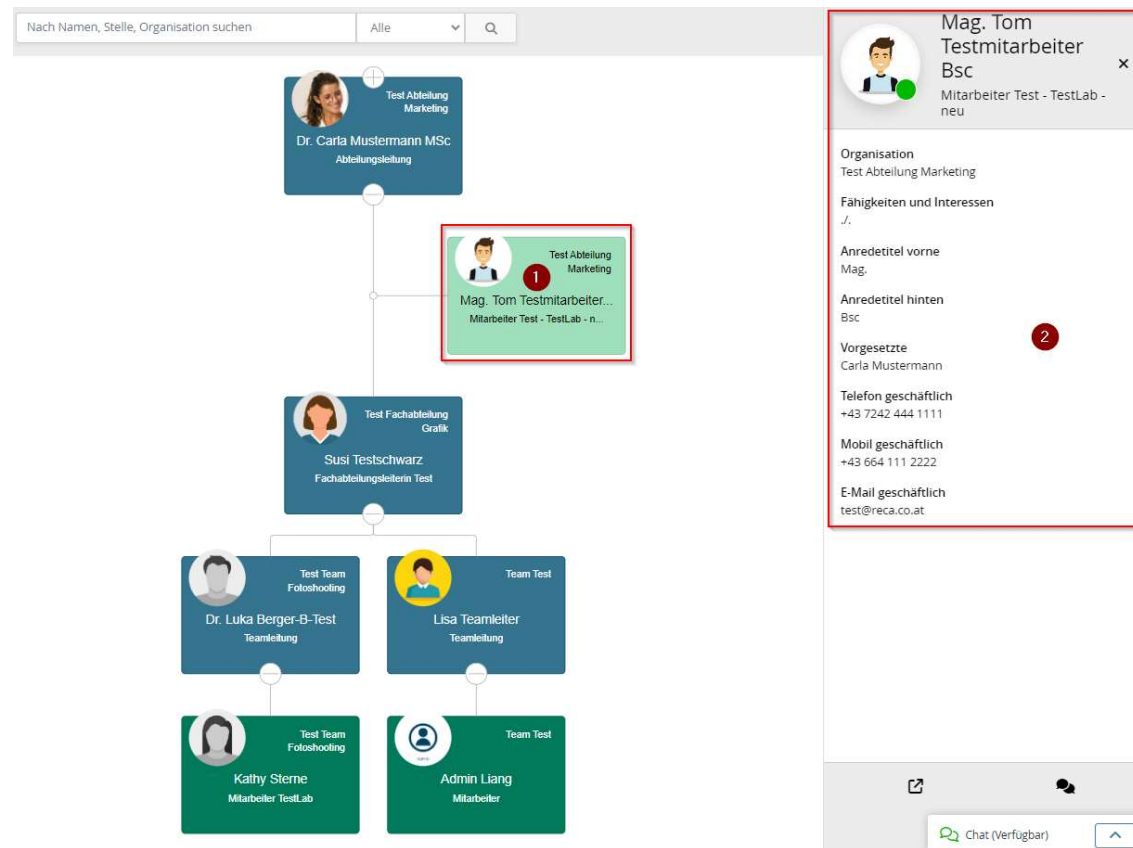 Nach Namen, Stelle, Organisation suchen
Alle
Test Abteilung
Marketing
Dr. Carla Mustermann MSc
Abteilungsleitung
Test Abteilung
Marketing
1
Mag. Tom Testmitarbeiter...
Mitarbeiter Test - TestLab - n...
Test Fachabteilung
Grafik
Susi Testschwarz
Fachabteilungsleiterin Test
Test Team
Fotoshooting
Dr. Luka Berger-B-Test
Teamleitung
Team Test
Lisa Teamleiter
Teamleitung
Test Team
Fotoshooting
Kathy Sterne
Mitarbeiter TestLab
Team Test
Admin Liang
Mitarbeiter
Mag. Tom
Testmitarbeiter
Bsc
Mitarbeiter Test - TestLab -
neu
Organisation
Test Abteilung Marketing
Fähigkeiten und Interessen
./.
Anredetitel vorne
Mag.
Anredetitel hinten
Bsc
2
Vorgesetzte
Carla Mustermann
Telefon geschäftlich
+43 7242 444 1111
Mobil geschäftlich
+43 664 111 2222
E-Mail geschäftlich
test@reca.co.at
Chat (Verfügbar)